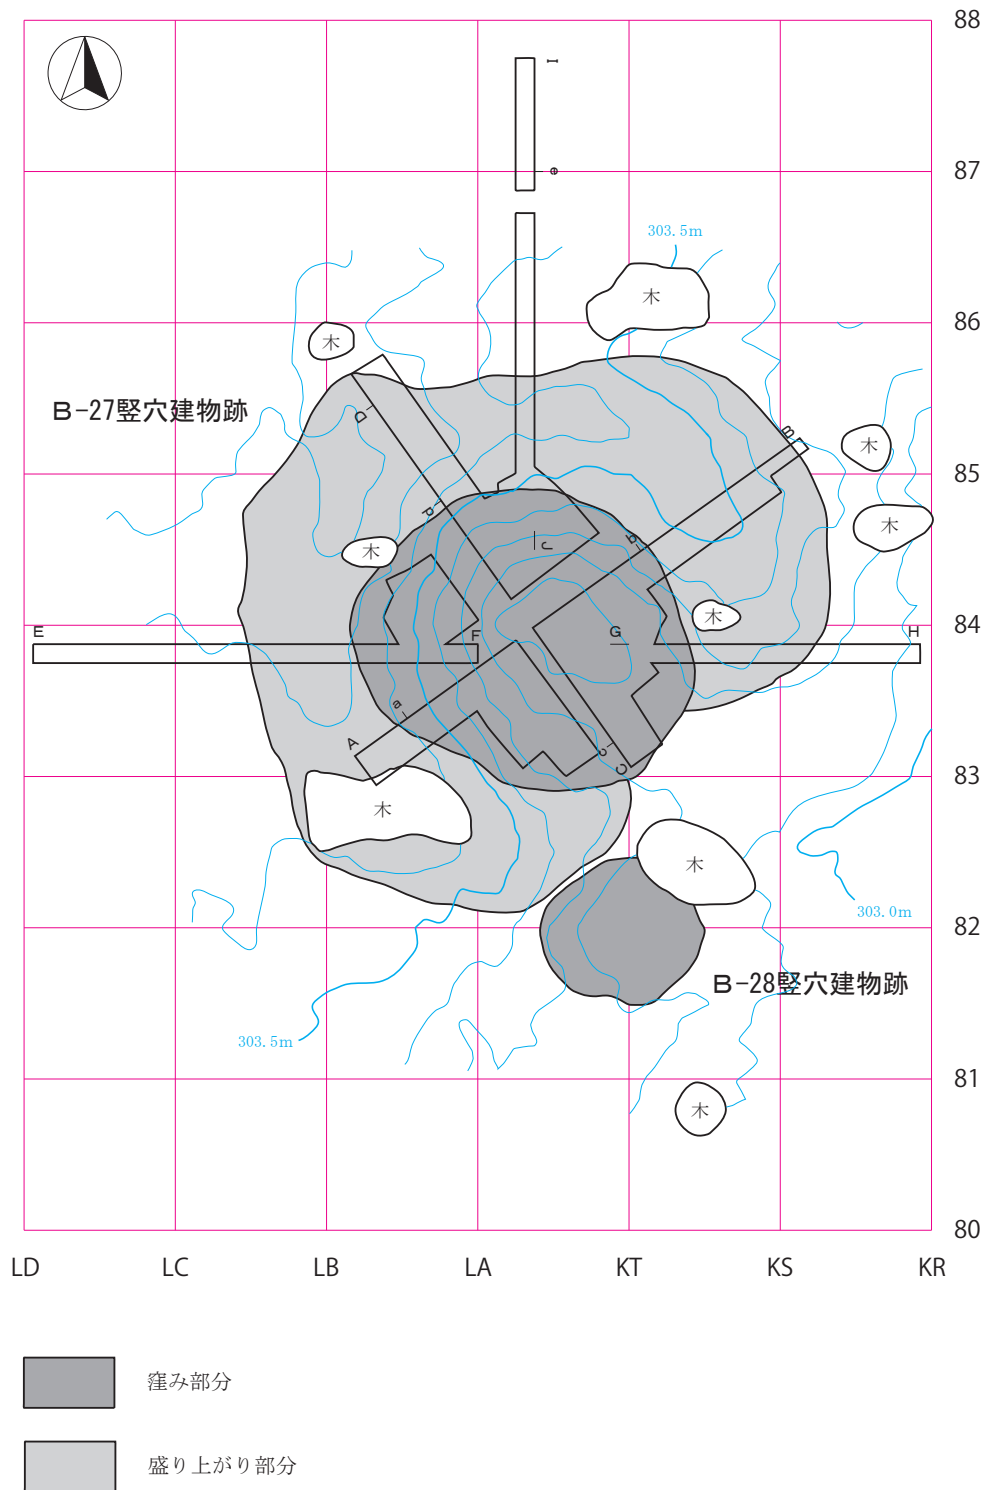 88
I
87
e
303.5m
木
86
木
B-27竪穴建物跡
D
B
木
85
d
木
J
b
木
木
84
E
F
G
H
a
A
c
C
83
木
木
303.0m
82
B-28竪穴建物跡
303.5m
81
木
80
LD LC LB LA KT KS KR
窪み部分
盛り上がり部分